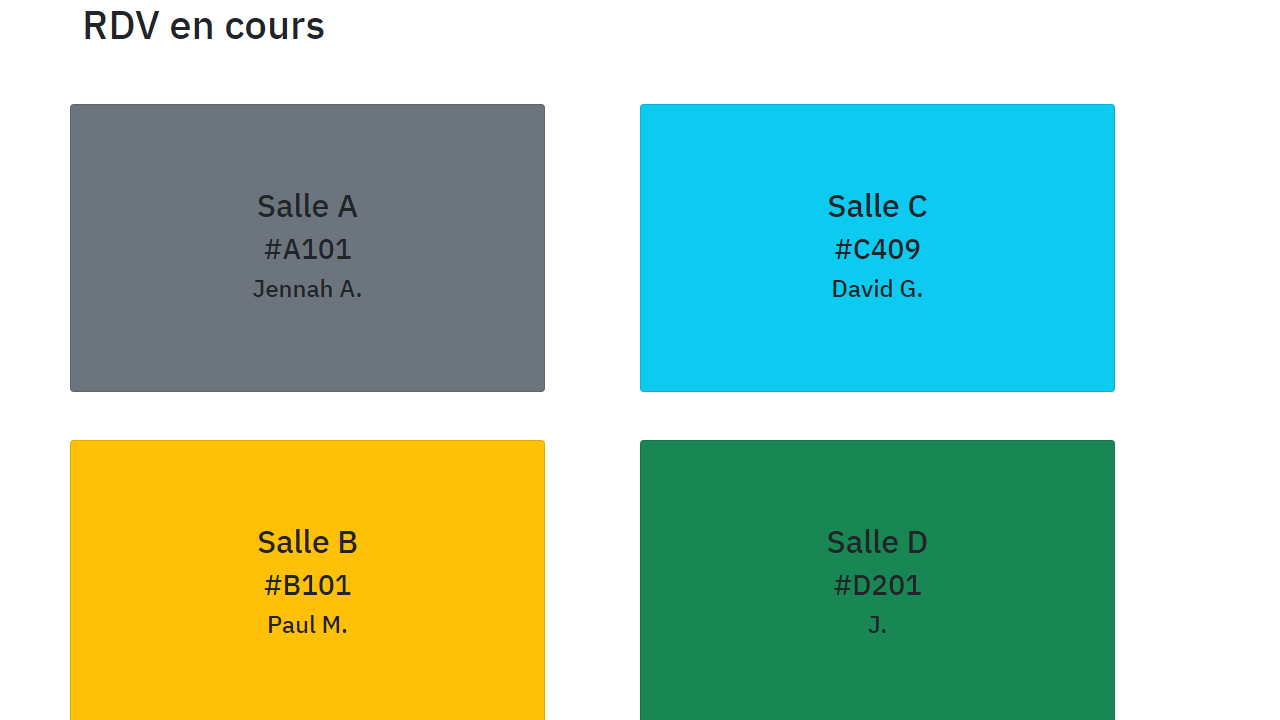 RDV en cours
Salle A
#A101
Jennah A.
Salle C
#C409
David G.
Salle B
#B101
Paul M.
Salle D
#D201
J.